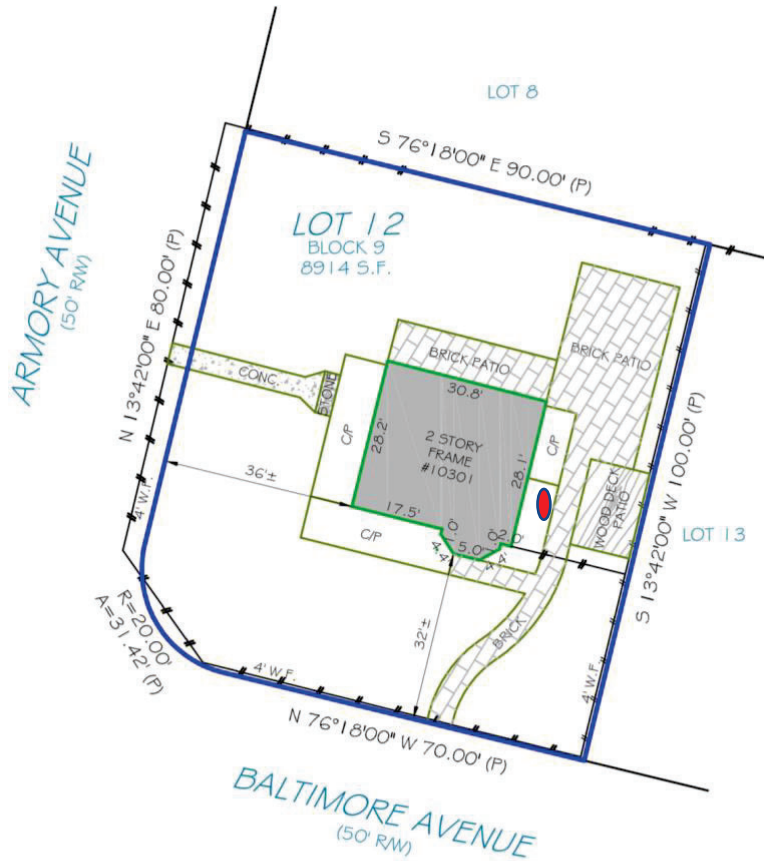 LOT 8
S 76°18'00" E 90.00' (P)
ARMORY AVENUE
(50' R/W)
N 13°42'00" E 80.00' (P)
LOT 12
BLOCK 9
8914 S.F.
BRICK PATIO
BRICK PATIO
CONC.
STONE
C/P
30.8'
28.2'
2 STORY
FRAME
#10301
28.1'
C/P
36'±
17.5'
C/P
5.0'
4.4'
4.4'
2.0'
WOOD DECK
PATIO
LOT 13
S 13°42'00" W 100.00' (P)
4' W.F.
R=20.00'
A=31.42' (P)
32'±
BRICK
4' W.F.
4' W.F.
N 76°18'00" W 70.00' (P)
BALTIMORE AVENUE
(50' R/W)